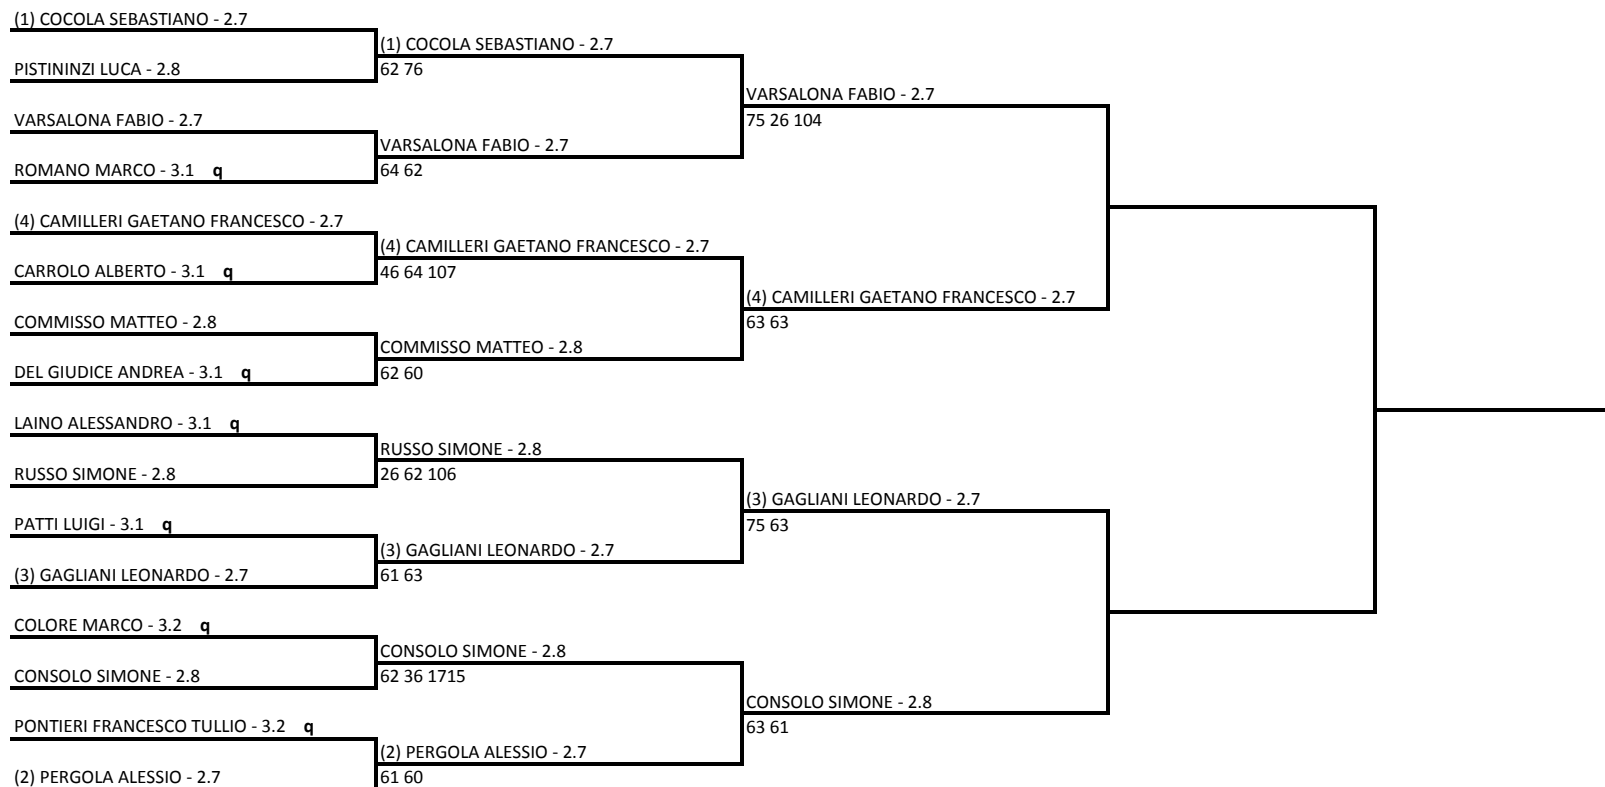 (1) COCOLA SEBASTIANO - 2.7
(1) COCOLA SEBASTIANO - 2.7
PISTININZI LUCA - 2.8
62 76
VARSALONA FABIO - 2.7
VARSALONA FABIO - 2.7
75 26 104
VARSALONA FABIO - 2.7
ROMANO MARCO - 3.1 q
64 62
(4) CAMILLERI GAETANO FRANCESCO - 2.7
(4) CAMILLERI GAETANO FRANCESCO - 2.7
CARROLO ALBERTO - 3.1 q
46 64 107
(4) CAMILLERI GAETANO FRANCESCO - 2.7
COMMISSO MATTEO - 2.8
63 63
COMMISSO MATTEO - 2.8
DEL GIUDICE ANDREA - 3.1 q
62 60
LAINO ALESSANDRO - 3.1 q
RUSSO SIMONE - 2.8
RUSSO SIMONE - 2.8
26 62 106
(3) GAGLIANI LEONARDO - 2.7
PATTI LUIGI - 3.1 q
75 63
(3) GAGLIANI LEONARDO - 2.7
(3) GAGLIANI LEONARDO - 2.7
61 63
COLORE MARCO - 3.2 q
CONSOLO SIMONE - 2.8
CONSOLO SIMONE - 2.8
62 36 1715
CONSOLO SIMONE - 2.8
PONTIERI FRANCESCO TULLIO - 3.2 q
63 61
(2) PERGOLA ALESSIO - 2.7
(2) PERGOLA ALESSIO - 2.7
61 60